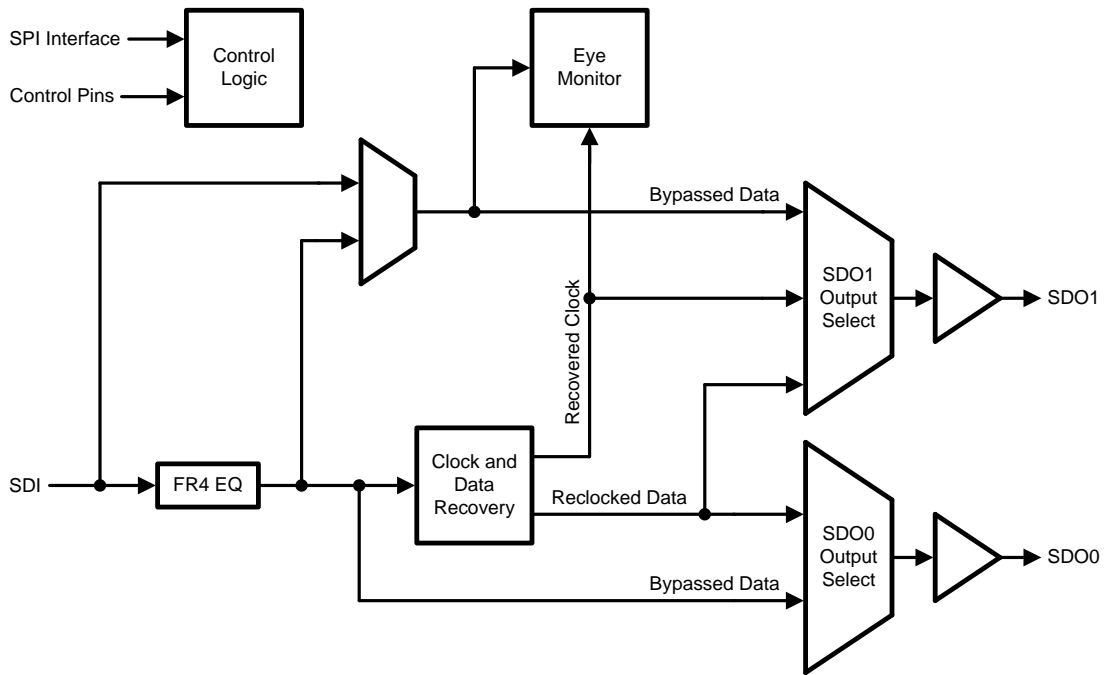 SPI Interface
Control Pins
Control
Logic
Eye
Monitor
Bypassed Data
Recovered Clock
SDO1
Output
Select
SDO1
SDI
FR4 EQ
Clock and
Data
Recovery
Reclocked Data
SDO0
Output
Select
SDO0
Bypassed Data